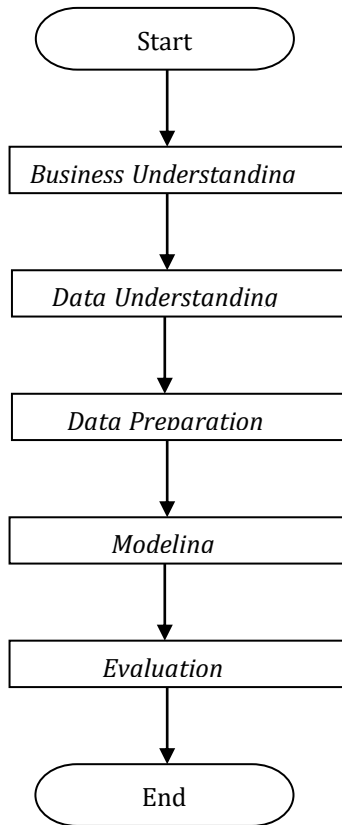 Start
Business Understanding
Data Understanding
Data Preparation
Modeling
Evaluation
End